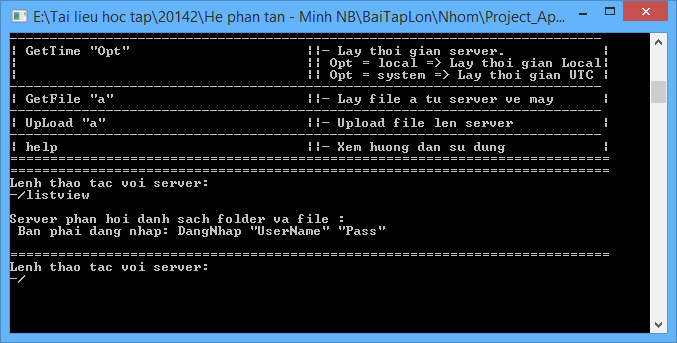 E:\Tai lieu hoc tap\20142\He phan tan - Minh NB\BaiTapLon\Nhom\Project_Ap...
| GetTime "Opt" ||- Lay thoi gian server. |
| || Opt = local => Lay thoi gian Local|
| || Opt = system => Lay thoi gian UTC |
| GetFile "a" ||- Lay file a tu server ve may |
| UpLoad "a" ||- Upload file len server |
| help ||- Xem huong dan su dung |
============================================================
============================================================
Lenh thao tac voi server:
~/listview
Server phan hoi danh sach folder va file :
Ban phai dang nhap: DangNhap "UserName" "Pass"
============================================================
Lenh thao tac voi server:
~/